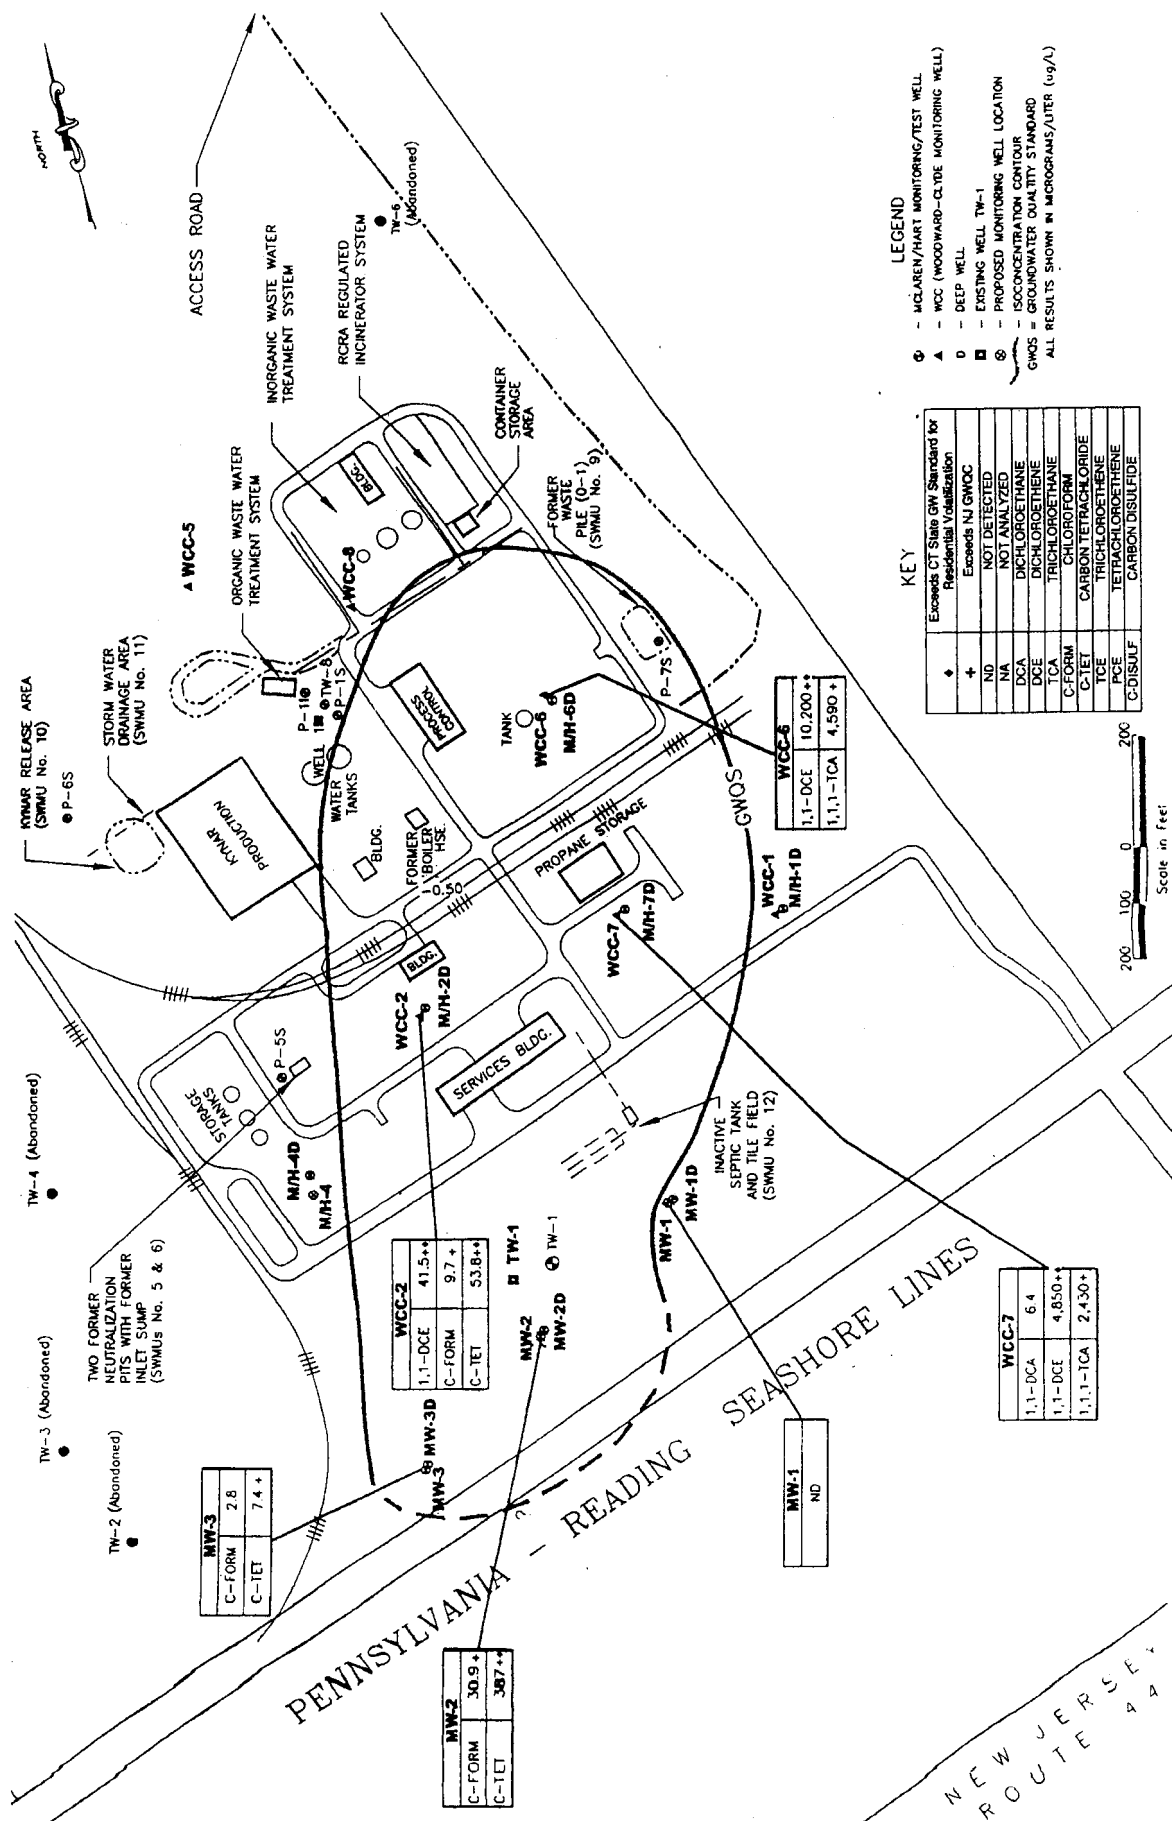 NORTH
ACCESS ROAD
TW-6
(Abandoned)
INORGANIC WASTE WATER
TREATMENT SYSTEM
RCRA REGULATED
INCINERATOR SYSTEM
ORGANIC WASTE WATER
TREATMENT SYSTEM
CONTAINER
STORAGE
AREA
BLDG.
FORMER
WASTE
PILE (0-1)
(SWMU No. 9)
WCC-5
WCC-8
KYNAR RELEASE AREA
(SWMU No. 10)
P-6S
STORM WATER
DRAINAGE AREA
(SWMU No. 11)
P-11
TW-8
P-1S
WELL
WATER
TANKS
KYNAR
PRODUCTION
PROCESS
CONTROL
TANK
WCC-6
M/H-6D
P-7S
BLDG.
FORMER
BOILER
HSE.
0.50
PROPANE STORAGE
GWQS
WCC-6
1,1-DCE 10,200++
1,1,1-TCA 4,590 +
WCC-1
M/H-1D
WCC-7
M/H-7D
BLDG.
WCC-2
M/H-2D
SERVICES BLDG.
P-5S
STORAGE
TANKS
M/H-4D
M/H-4
INACTIVE
SEPTIC TANK
AND TILE FIELD
(SWMU No. 12)
TW-4 (Abandoned)
TW-3 (Abandoned)
TW-2 (Abandoned)
TWO FORMER
NEUTRALIZATION
PITS WITH FORMER
INLET SUMP
(SWMUs No. 5 & 6)
WCC-2
1,1-DCE 41.5++
C-FORM 9.7 +
C-TET 53.8++
TW-1
TW-1
MW-2
MW-2D
MW-1
MW-1D
MW-3D
MW-3
MW-3
C-FORM 2.8
C-TET 7.4 +
MW-2
C-FORM 30.9 +
C-TET 387++
MW-1
ND
WCC-7
1,1-DCA 6.4
1,1-DCE 4,850++
1,1,1-TCA 2,430+
PENNSYLVANIA - READING SEASHORE LINES
NEW JERSEY
ROUTE 44
LEGEND
- MCLAREN/HART MONITORING/TEST WELL
- WCC (WOODWARD-CLYDE MONITORING WELL)
D - DEEP WELL
- EXISTING WELL TW-1
- PROPOSED MONITORING WELL LOCATION
- ISOCONCENTRATION CONTOUR
GWQS = GROUNDWATER QUALITY STANDARD
ALL RESULTS SHOWN IN MICROGRAMS/LITER (ug/L)
KEY
Exceeds CT State GW Standard for
Residential Volatilization
+ Exceeds NJ GWQC
ND NOT DETECTED
NA NOT ANALYZED
DCA DICHLOROETHANE
DCE DICHLOROETHENE
TCA TRICHLOROETHANE
C-FORM CHLOROFORM
C-TET CARBON TETRACHLORIDE
TCE TRICHLOROETHENE
PCE TETRACHLOROETHENE
C-DISULF CARBON DISULFIDE
200 100 0 200
Scale in Feet